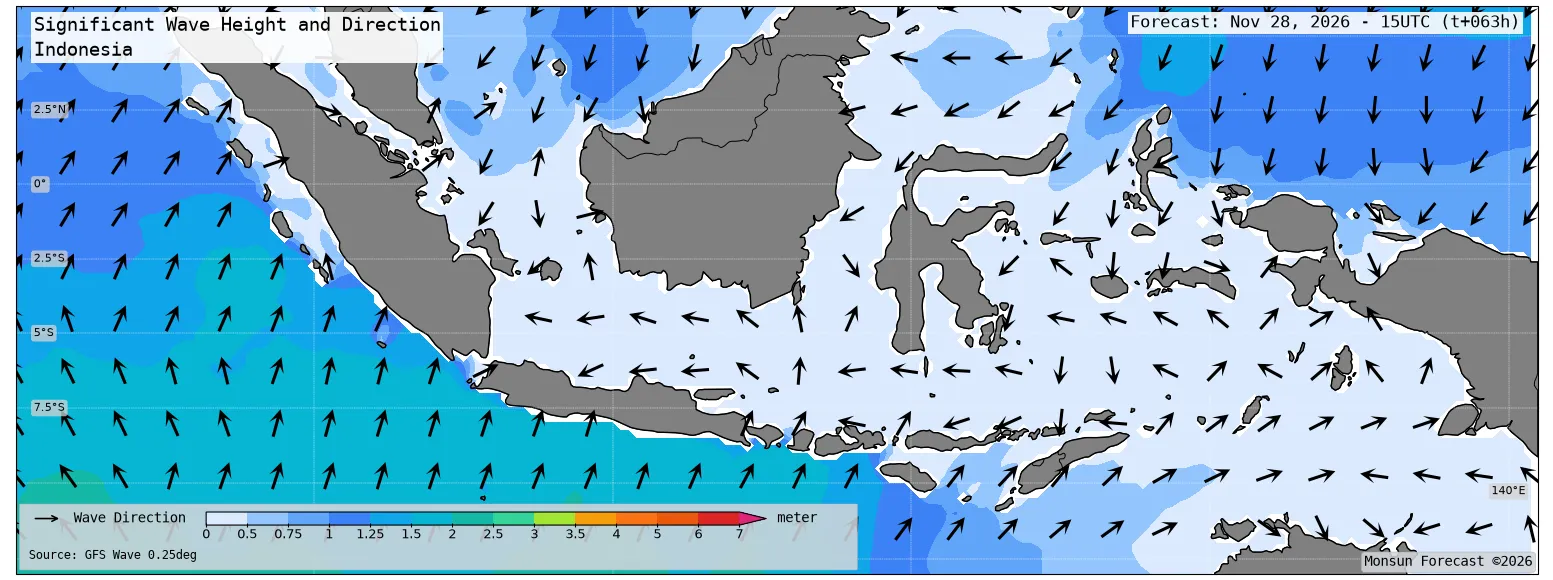 Significant Wave Height and Direction
Indonesia
Forecast: Nov 28, 2026 - 15UTC (t+063h)
2.5°N
0°
2.5°S
5°S
7.5°S
140°E
Wave Direction
0 0.5 0.75 1 1.25 1.5 2 2.5 3 3.5 4 5 6 7
meter
Source: GFS Wave 0.25deg
Monsun Forecast ©2026